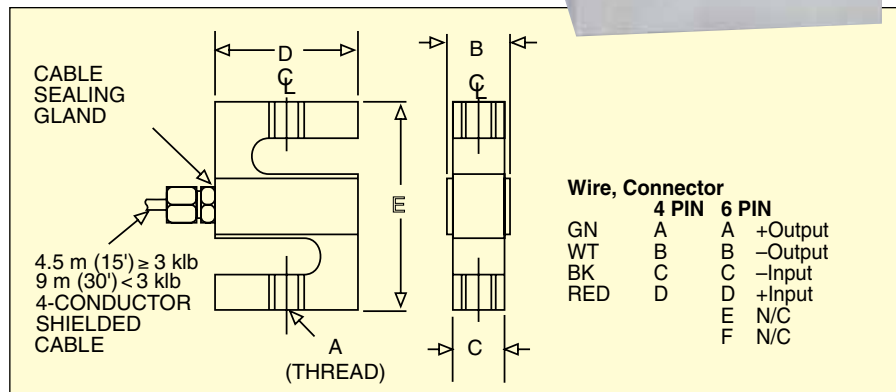 CABLE
SEALING
GLAND
D
C L
B
C L
E
4.5 m (15') ≥ 3 klb
9 m (30') < 3 klb
4-CONDUCTOR
SHIELDED
CABLE
A
(THREAD)
C
Wire, Connector
4 PIN 6 PIN
GN A A +Output
WT B B –Output
BK C C –Input
RED D D +Input
E N/C
F N/C